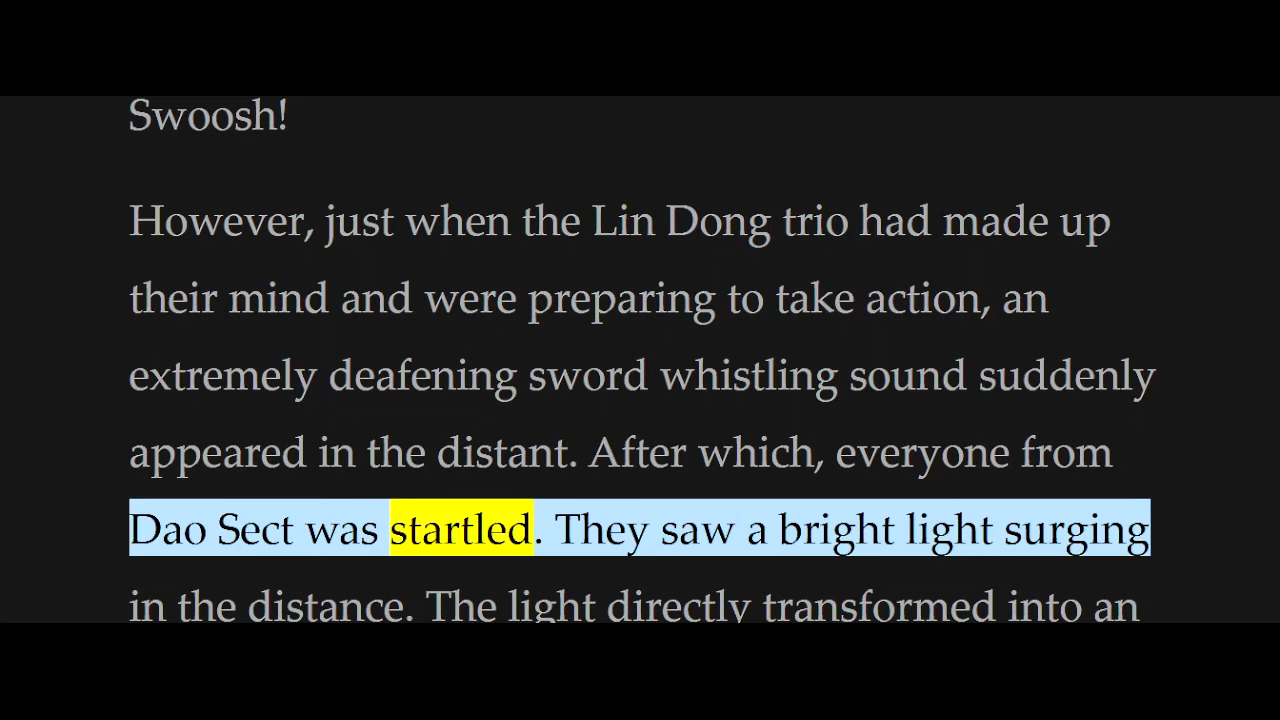 Swoosh!
However, just when the Lin Dong trio had made up
their mind and were preparing to take action, an
extremely deafening sword whistling sound suddenly
appeared in the distant. After which, everyone from
Dao Sect was startled. They saw a bright light surging
in the distance. The light directly transformed into an